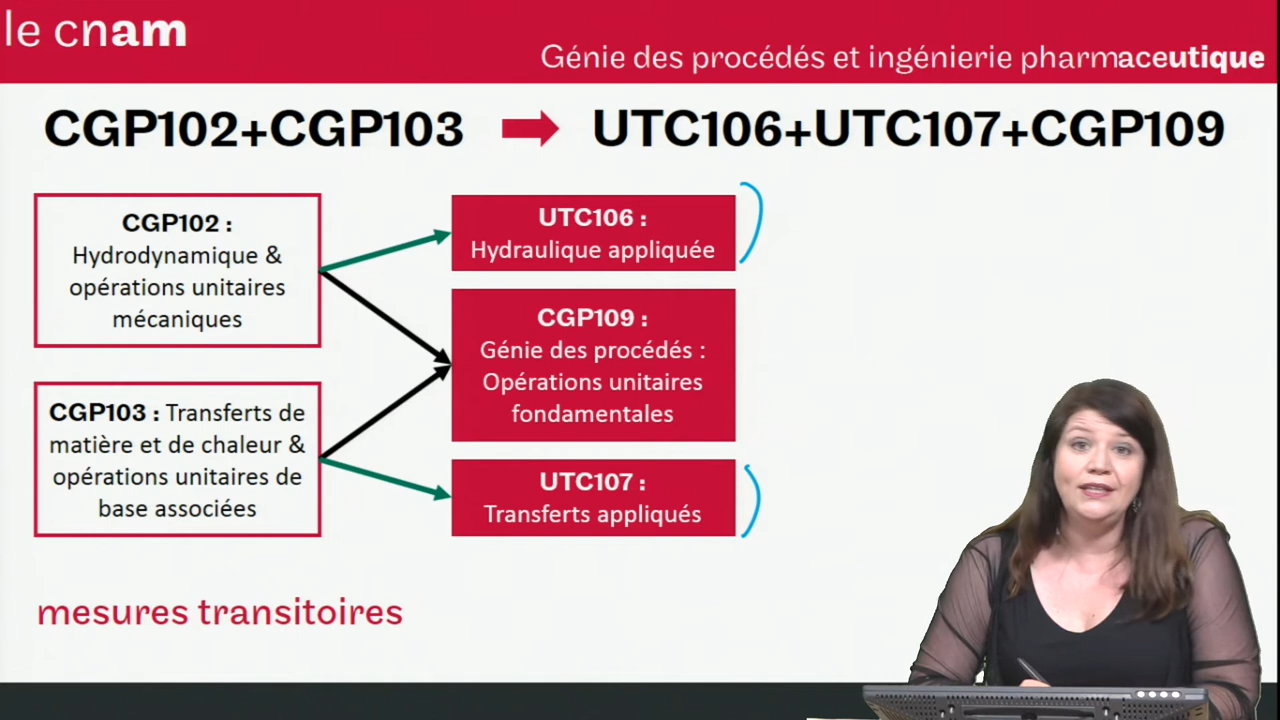 le cnam
Génie des procédés et ingénierie pharmaceutique
CGP102+CGP103 UTC106+UTC107+CGP109
CGP102 :
Hydrodynamique &
opérations unitaires
mécaniques
CGP103 : Transferts de
matière et de chaleur &
opérations unitaires de
base associées
UTC106 :
Hydraulique appliquée
CGP109 :
Génie des procédés :
Opérations unitaires
fondamentales
UTC107 :
Transferts appliqués
mesures transitoires